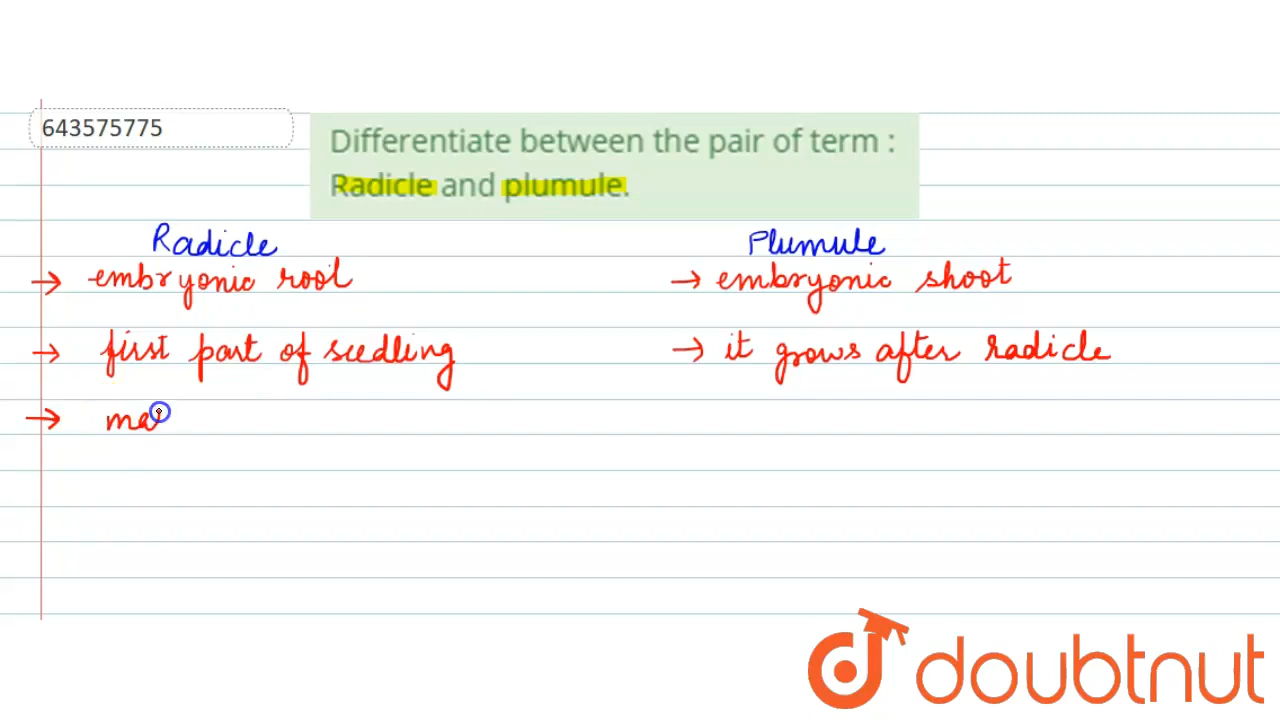 643575775
Differentiate between the pair of term :
Radicle and plumule.
Radicle Plumule
→ embryonic root → embryonic shoot
→ first part of seedling → it grows after radicle
→ ma
doubtnut